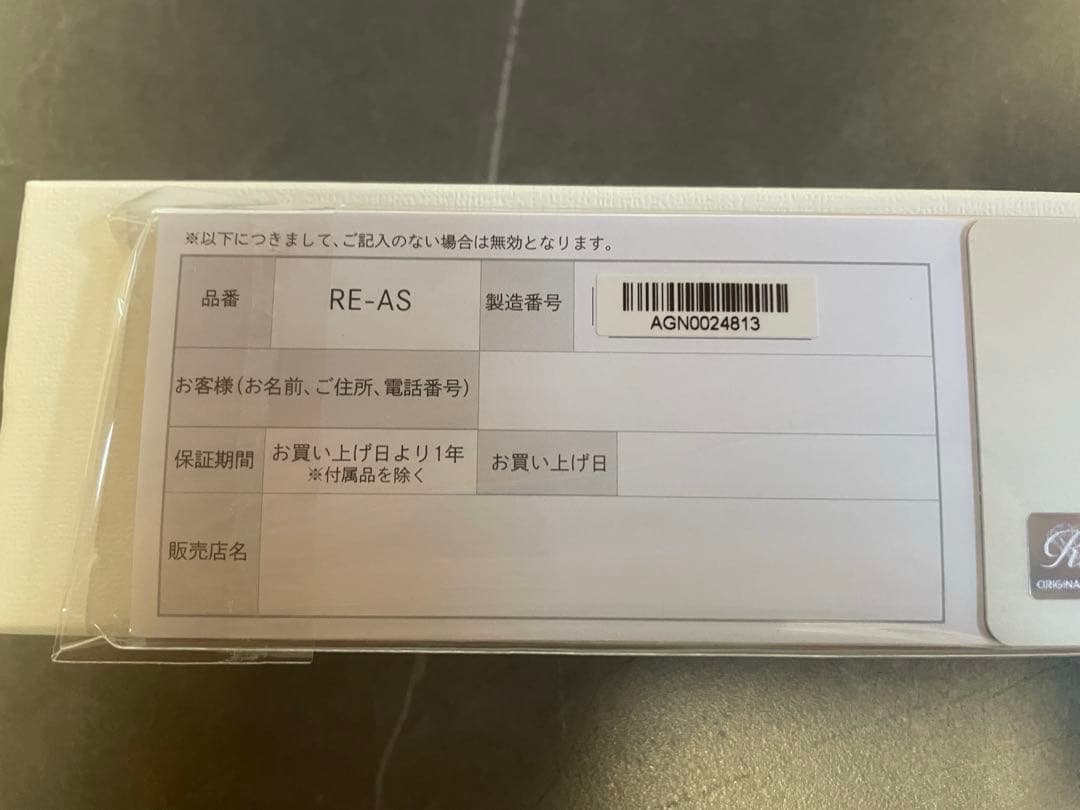 ※以下につきまして、ご記入のない場合は無効となります。
品番 RE-AS 製造番号 AGN0024813
お客様(お名前、ご住所、電話番号)
保証期間 お買い上げ日より1年 お買い上げ日
※付属品を除く
販売店名